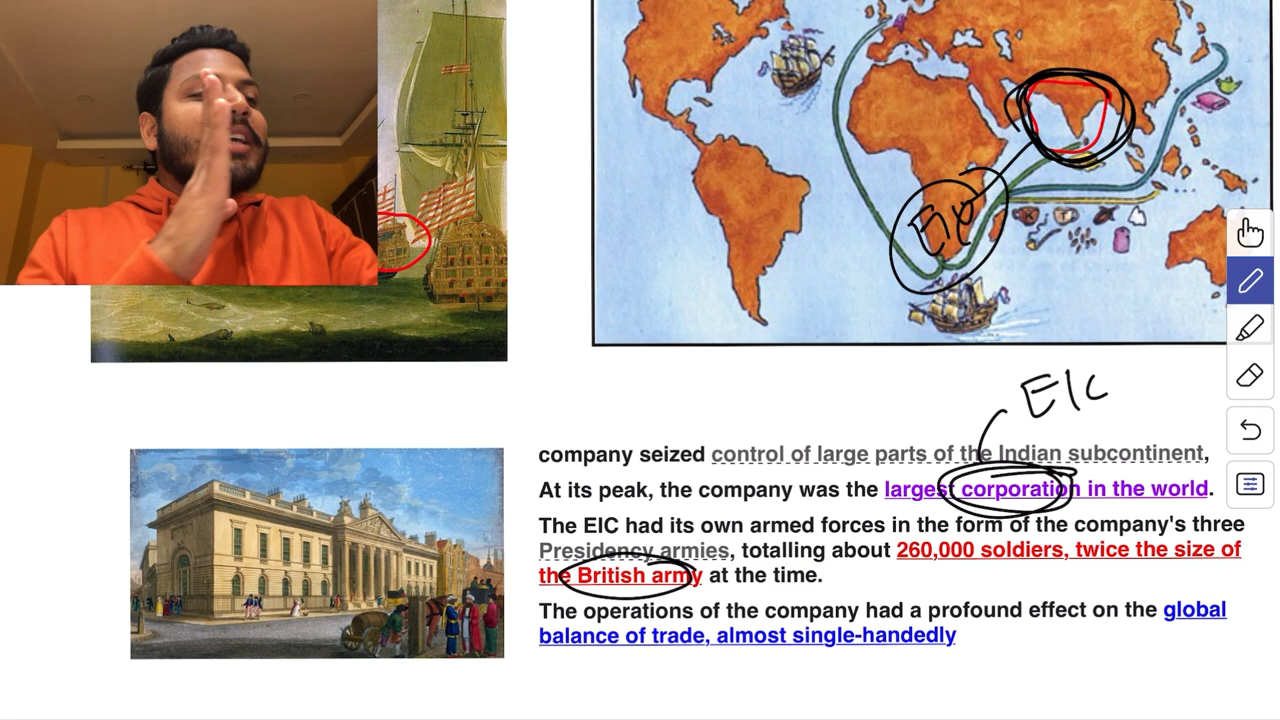 EIC
EIC
company seized control of large parts of the Indian subcontinent,
At its peak, the company was the largest corporation in the world.
The EIC had its own armed forces in the form of the company's three
Presidency armies, totalling about 260,000 soldiers, twice the size of
the British army at the time.
The operations of the company had a profound effect on the global
balance of trade, almost single-handedly